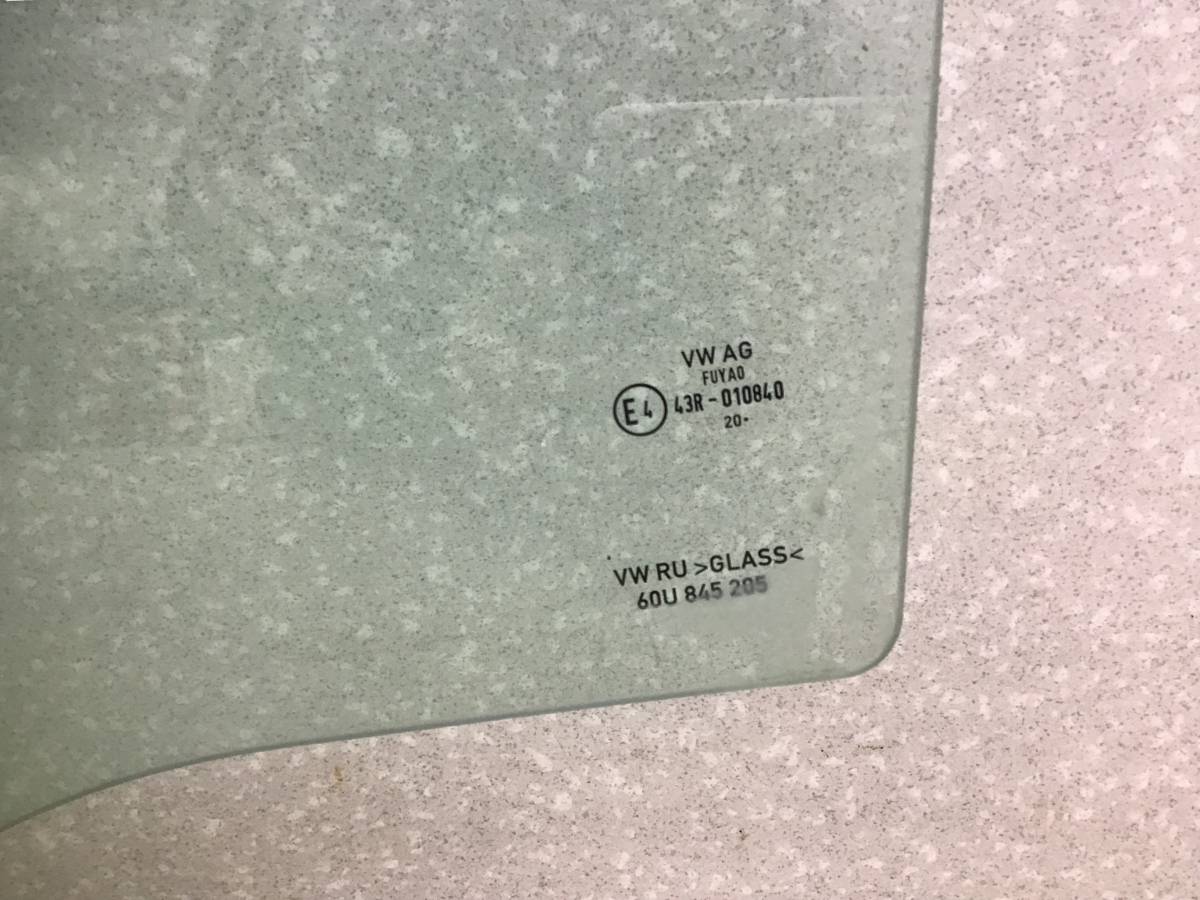 VW AG
FUYAO
E4 43R-010840
20•
VW RU >GLASS<
60U 845 205